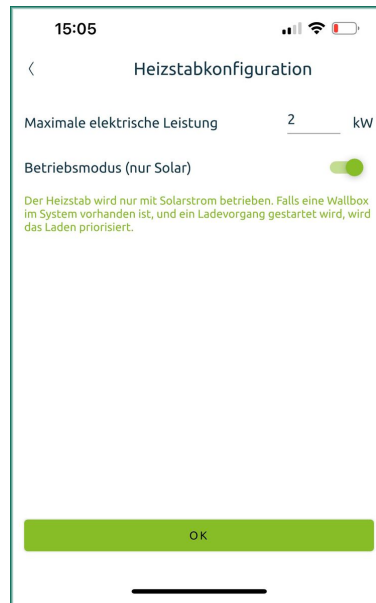 15:05
Heizstabkonfiguration
Maximale elektrische Leistung 2 kW
Betriebsmodus (nur Solar)
Der Heizstab wird nur mit Solarstrom betrieben. Falls eine Wallbox
im System vorhanden ist, und ein Ladevorgang gestartet wird, wird
das Laden priorisiert.
OK